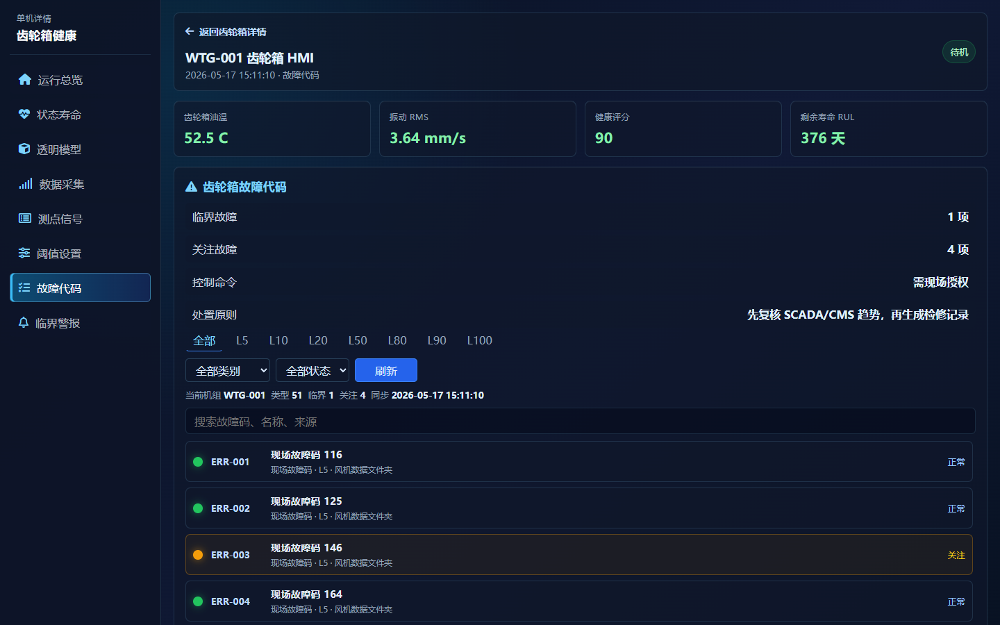 单机详情
齿轮箱健康
运行总览
状态寿命
透明模型
数据采集
测点信号
阈值设置
故障代码
临界警报
返回齿轮箱详情
WTG-001 齿轮箱 HMI
2026-05-17 15:11:10 · 故障代码
待机
齿轮箱油温
52.5 C
振动 RMS
3.64 mm/s
健康评分
90
剩余寿命 RUL
376 天
齿轮箱故障代码
临界故障 1 项
关注故障 4 项
控制命令 需现场授权
处置原则 先复核 SCADA/CMS 趋势，再生成检修记录
全部 L5 L10 L20 L50 L80 L90 L100
全部类别 全部状态 刷新
当前机组 WTG-001 类型 51 临界 1 关注 4 同步 2026-05-17 15:11:10
搜索故障码、名称、来源
ERR-001 现场故障码 116 正常
现场故障码 · L5 · 风机数据文件夹
ERR-002 现场故障码 125 正常
现场故障码 · L5 · 风机数据文件夹
ERR-003 现场故障码 146 关注
现场故障码 · L5 · 风机数据文件夹
ERR-004 现场故障码 164 正常
现场故障码 · L5 · 风机数据文件夹